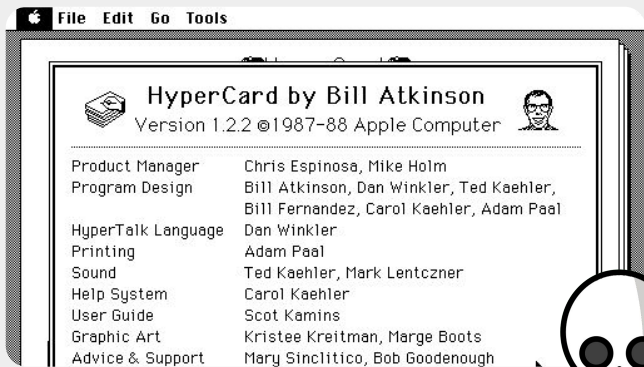 File Edit Go Tools
HyperCard by Bill Atkinson
Version 1.2.2 ©1987-88 Apple Computer
Product Manager Chris Espinosa, Mike Holm
Program Design Bill Atkinson, Dan Winkler, Ted Kaehler,
Bill Fernandez, Carol Kaehler, Adam Paal
HyperTalk Language Dan Winkler
Printing Adam Paal
Sound Ted Kaehler, Mark Lentczner
Help System Carol Kaehler
User Guide Scot Kamins
Graphic Art Kristee Kreitman, Marge Boots
Advice & Support Mary Sinclitico, Bob Goodenough